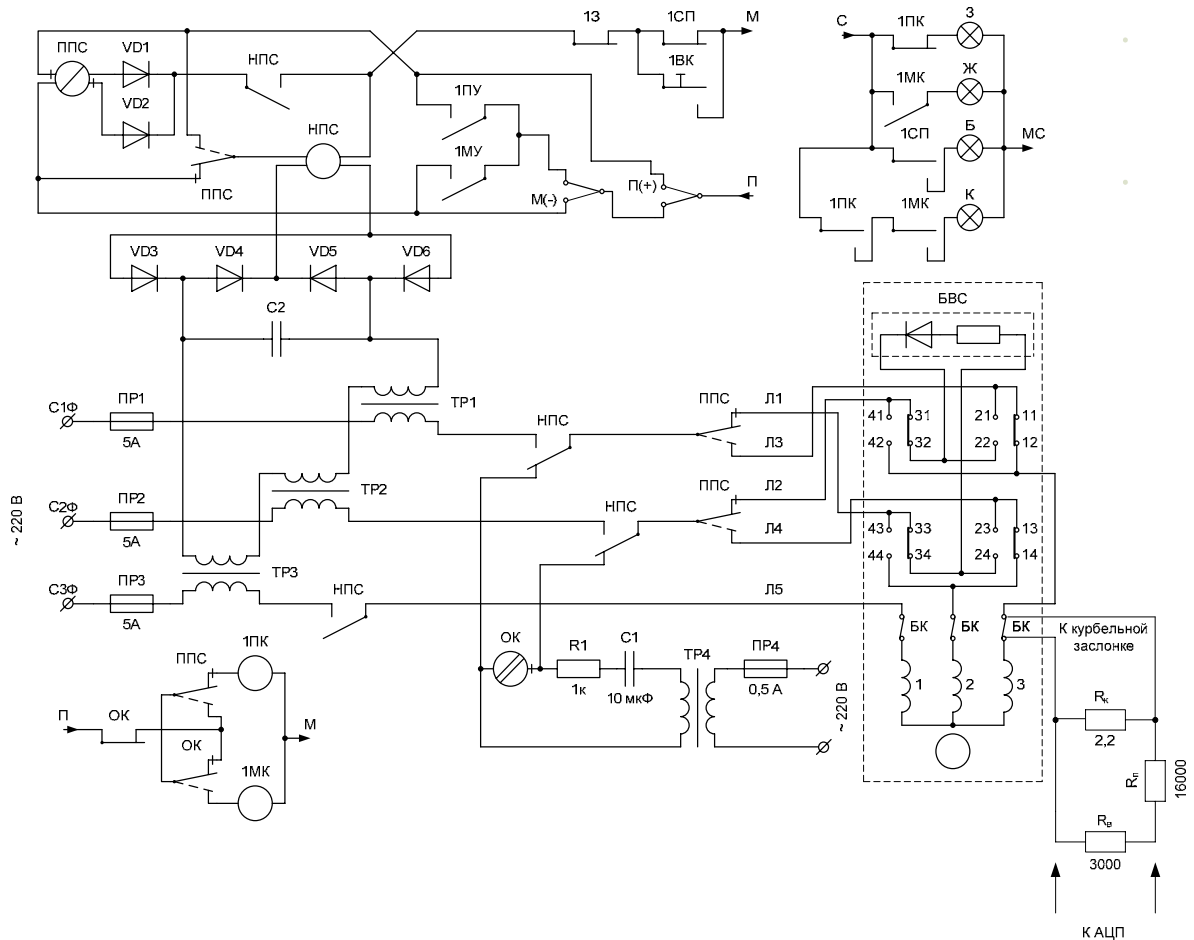 ППС
VD1
VD2
НПС
НПС
ППС
1З
1СП
М
1ВК
1ПУ
1МУ
М(-)
П(+)
П
С
1ПК
З
1МК
Ж
1СП
Б
МС
1ПК
1МК
К
VD3
VD4
VD5
VD6
С2
БВС
~ 220 В
С1Ф
ПР1
5А
ТР1
НПС
ППС
Л1
Л3
41
31
21
11
42
32
22
12
С2Ф
ПР2
5А
ТР2
НПС
ППС
Л2
Л4
43
33
23
13
44
34
24
14
С3Ф
ПР3
5А
ТР3
НПС
Л5
БК
БК
БК
К курбельной
заслонке
1
2
3
П
ОК
ППС
1ПК
ОК
1МК
М
ОК
R1
1к
С1
10 мкФ
ТР4
ПР4
0,5 А
~ 220 В
Rк
2,2
Rп
16000
Rв
3000
К АЦП